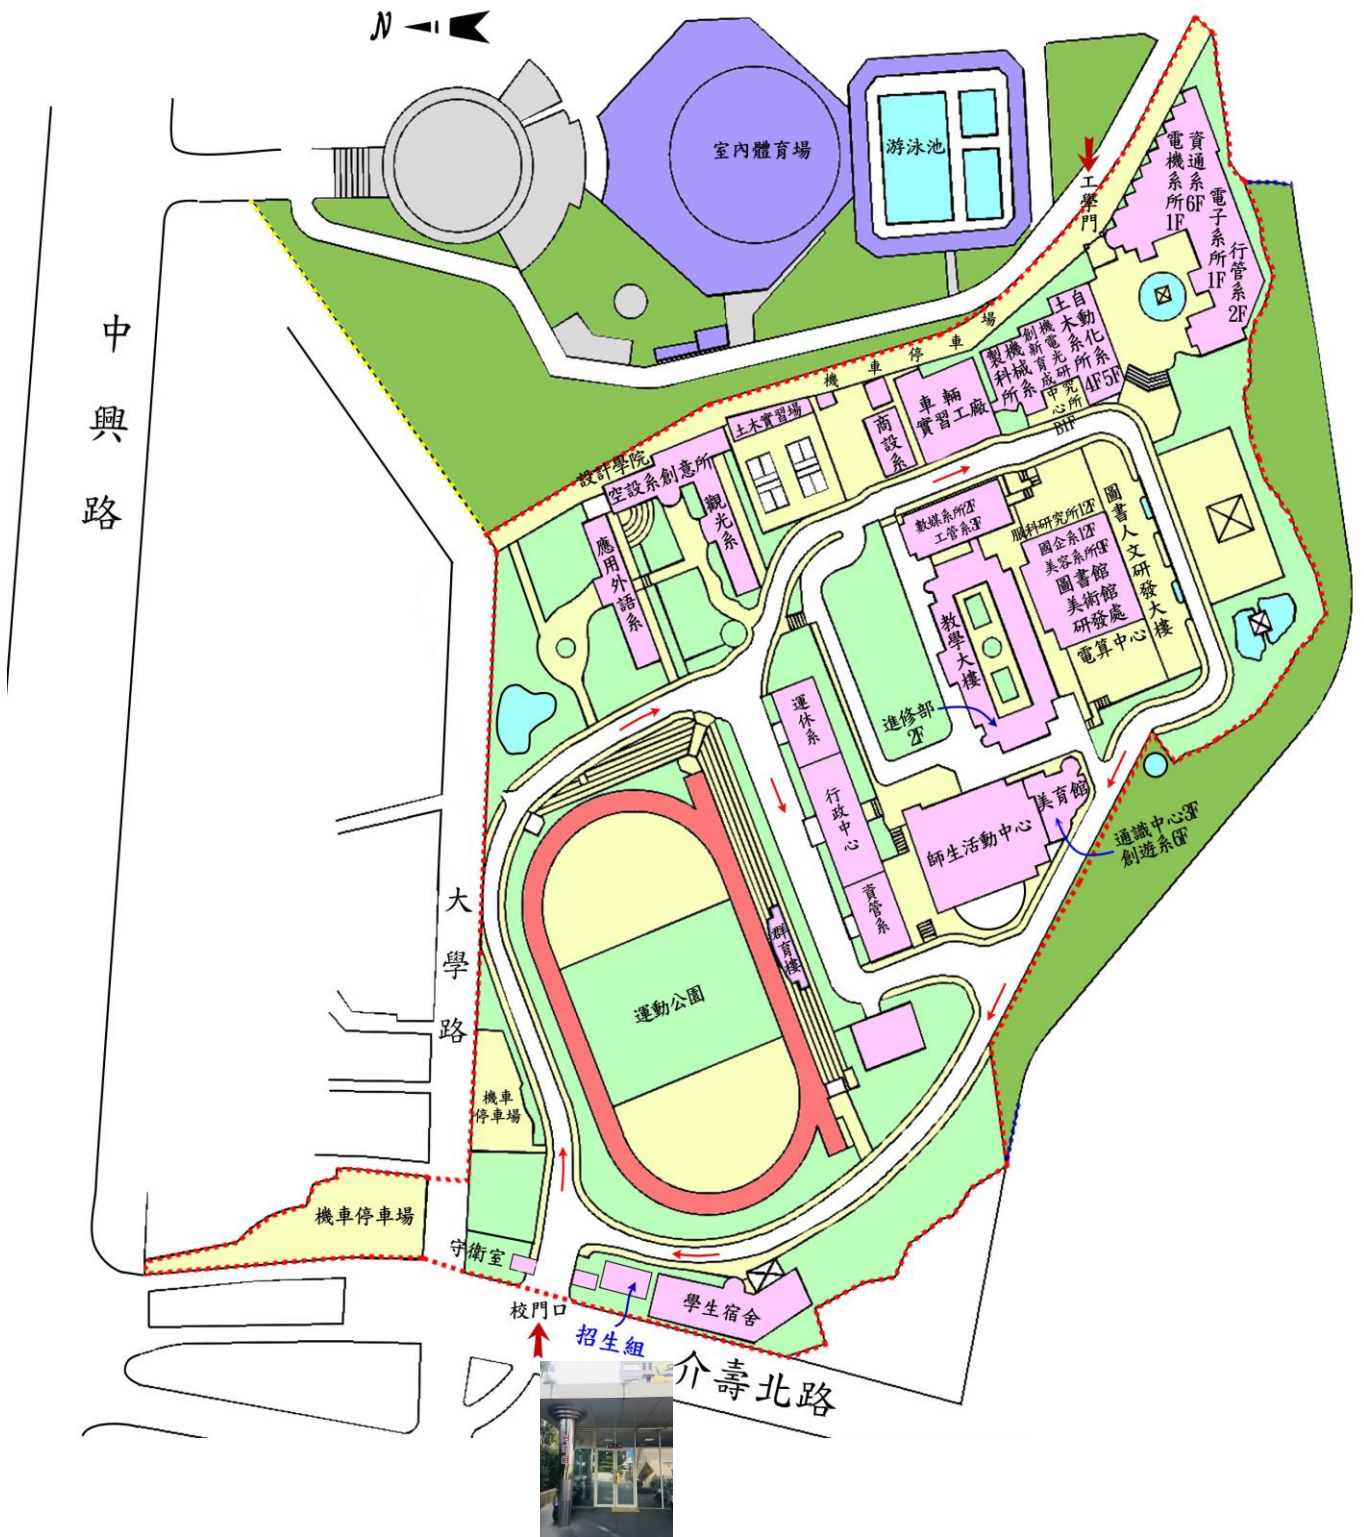 N
室內體育場
游泳池
工學門
資通系6F
電機系所1F
電子系所1F
行管系2F
中興路
機車停車場
自動化系5F
土木系所4F
機電光研究所
創新育成中心B1F
機械系
製科所
車輛實習工廠
商設系
土木實習場
設計學院
空設系創意所
觀光系
應用外語系
數媒系所2F
工管系3F
腦科研究所12F
國企系12F
美容系所9F
圖書館
美術館
研發處
電算中心
圖書人文研發大樓
教學大樓
進修部
2F
運休系
行政中心
資管系
師生活動中心
美育館
通識中心3F
創遊系6F
大學路
群育樓
運動公園
機車
停車場
機車停車場
守衛室
校門口
招生組
學生宿舍
介壽北路